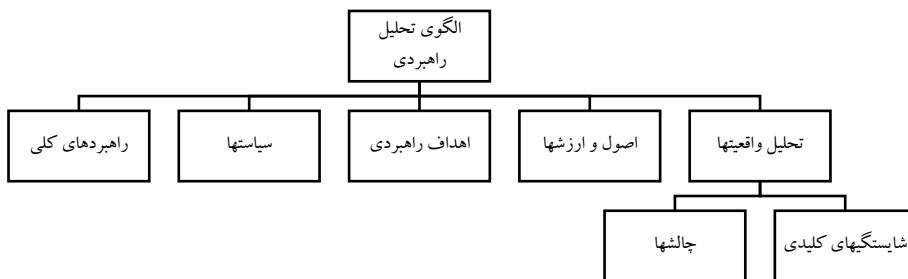 الگوی تحلیل
راهبردی
تحلیل واقعیتها
اصول و ارزشها
اهداف راهبردی
سیاستها
راهبردهای کلی
شایستگیهای کلیدی
چالشها